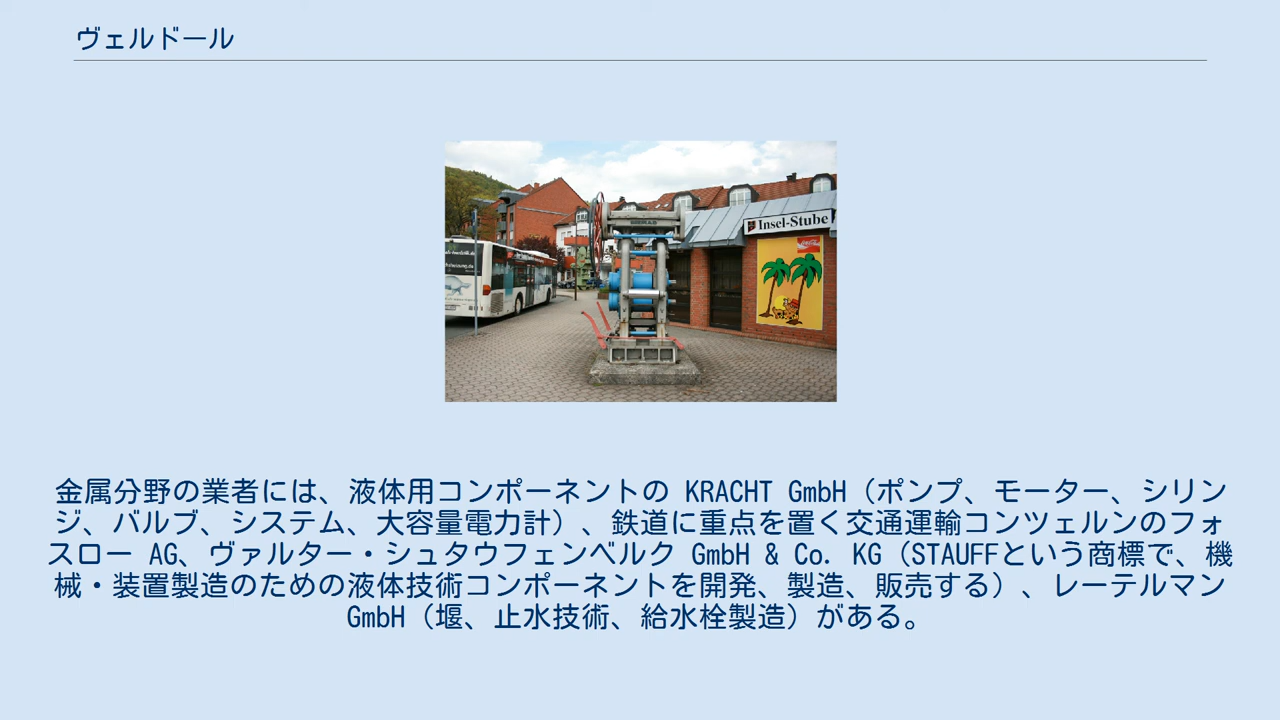 ヴェルドール
Insel-Stube
Coca-Cola
金属分野の業者には、液体用コンポーネントの KRACHT GmbH（ポンプ、モーター、シリン
ジ、バルブ、システム、大容量電力計）、鉄道に重点を置く交通運輸コンツェルンのフォ
スロー AG、ヴァルター・シュタウフェンベルク GmbH & Co. KG（STAUFFという商標で、機
械・装置製造のための液体技術コンポーネントを開発、製造、販売する）、レーテルマン
GmbH（堰、止水技術、給水栓製造）がある。